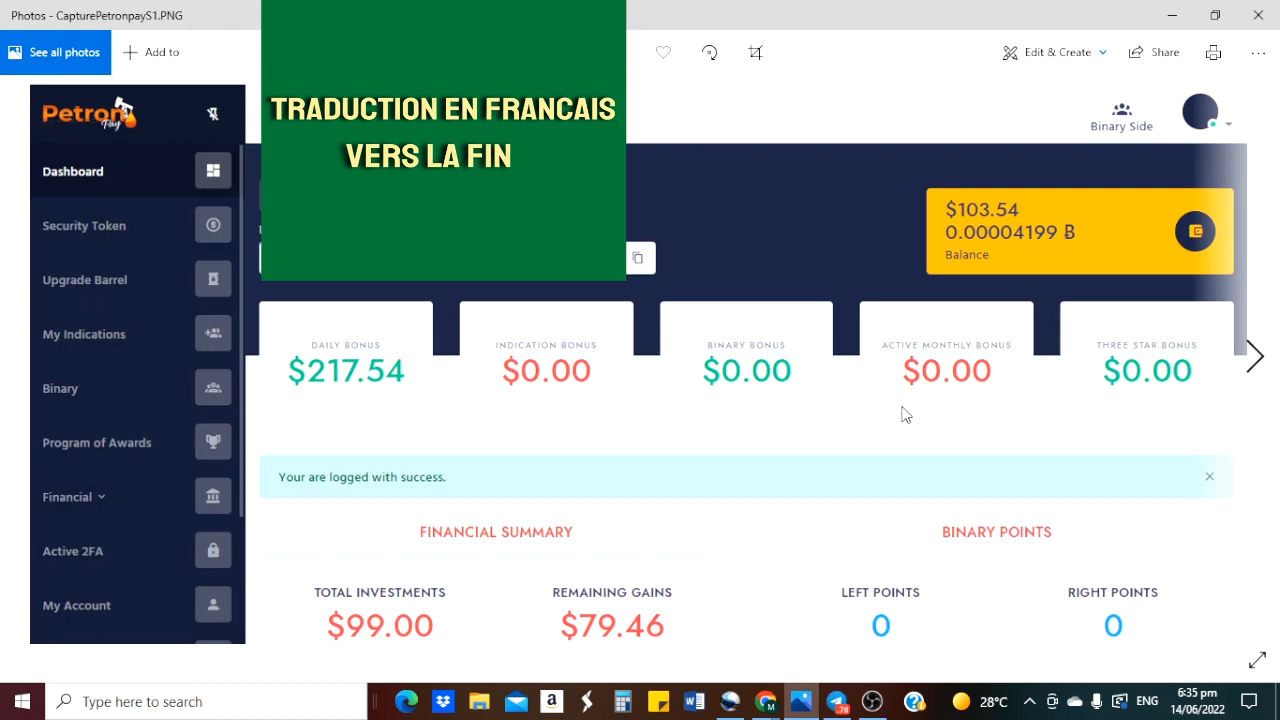 Photos - PetronpayS1.PNG
See all photos
Add to
Edit & Create
Share
TRADUCTION EN FRANCAIS
VERS LA FIN
Petron
Pay
Binary Side
Dashboard
Security Token
Upgrade Barrel
My Indications
Binary
Program of Awards
Financial
Active 2FA
My Account
$103.54
0.00004199 Ƀ
Balance
DAILY BONUS
$217.54
INDICATION BONUS
$0.00
BINARY BONUS
$0.00
ACTIVE MONTHLY BONUS
$0.00
THREE STAR BONUS
$0.00
Your are logged with success.
FINANCIAL SUMMARY
BINARY POINTS
TOTAL INVESTMENTS
$99.00
REMAINING GAINS
$79.46
LEFT POINTS
0
RIGHT POINTS
0
Type here to search
78
28°C
ENG
6:35 pm
14/06/2022